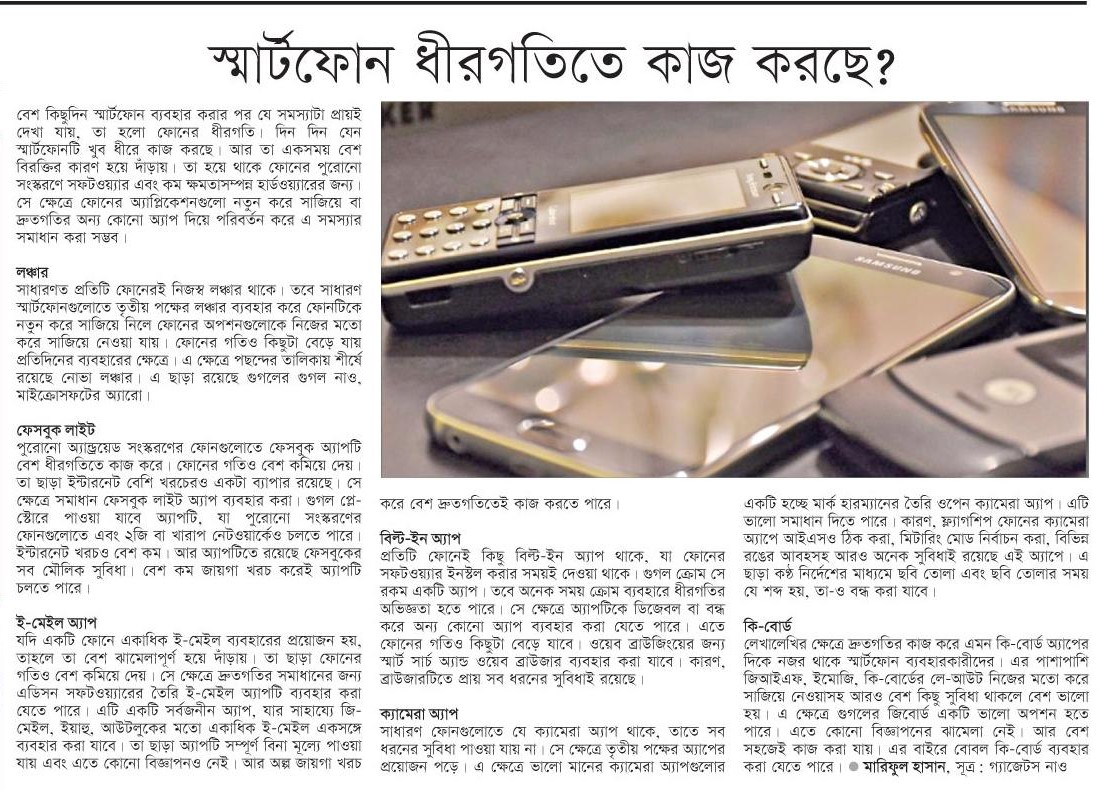 স্মার্টফোন ধীরগতিতে কাজ করছে?
বেশ কিছুদিন স্মার্টফোন ব্যবহার করার পর যে সমস্যাটা প্রায়ই
দেখা যায়, তা হলো ফোনের ধীরগতি। দিন দিন যেন
স্মার্টফোনটি খুব ধীরে কাজ করছে। আর তা একসময় বেশ
বিরক্তির কারণ হয়ে দাঁড়ায়। তা হয়ে থাকে ফোনের পুরোনো
সংস্করণে সফটওয়্যার এবং কম ক্ষমতাসম্পন্ন হার্ডওয়্যারের জন্য।
সে ক্ষেত্রে ফোনের অ্যাপ্লিকেশনগুলো নতুন করে সাজিয়ে বা
দ্রুতগতির অন্য কোনো অ্যাপ দিয়ে পরিবর্তন করে এ সমস্যার
সমাধান করা সম্ভব।
লঞ্চার
সাধারণত প্রতিটি ফোনেরই নিজস্ব লঞ্চার থাকে। তবে সাধারণ
স্মার্টফোনগুলোতে তৃতীয় পক্ষের লঞ্চার ব্যবহার করে ফোনটিকে
নতুন করে সাজিয়ে নিলে ফোনের অপশনগুলোকে নিজের মতো
করে সাজিয়ে নেওয়া যায়। ফোনের গতিও কিছুটা বেড়ে যায়
প্রতিদিনের ব্যবহারের ক্ষেত্রে। এ ক্ষেত্রে পছন্দের তালিকায় শীর্ষে
রয়েছে নোভা লঞ্চার। এ ছাড়া রয়েছে গুগলের গুগল নাও,
মাইক্রোসফটের অ্যারো।
ফেসবুক লাইট
পুরোনো অ্যান্ড্রয়েড সংস্করণের ফোনগুলোতে ফেসবুক অ্যাপটি
বেশ ধীরগতিতে কাজ করে। ফোনের গতিও বেশ কমিয়ে দেয়।
তা ছাড়া ইন্টারনেট বেশি খরচেরও একটা ব্যাপার রয়েছে। সে
ক্ষেত্রে সমাধান ফেসবুক লাইট অ্যাপ ব্যবহার করা। গুগল প্লে-
স্টোরে পাওয়া যাবে অ্যাপটি, যা পুরোনো সংস্করণের
ফোনগুলোতে এবং ২জি বা খারাপ নেটওয়ার্কেও চলতে পারে।
ইন্টারনেট খরচও বেশ কম। আর অ্যাপটিতে রয়েছে ফেসবুকের
সব মৌলিক সুবিধা। বেশ কম জায়গা খরচ করেই অ্যাপটি
চলতে পারে।
ই-মেইল অ্যাপ
যদি একটি ফোনে একাধিক ই-মেইল ব্যবহারের প্রয়োজন হয়,
তাহলে তা বেশ ঝামেলাপূর্ণ হয়ে দাঁড়ায়। তা ছাড়া ফোনের
গতিও বেশ কমিয়ে দেয়। সে ক্ষেত্রে দ্রুতগতির সমাধানের জন্য
এডিসন সফটওয়্যারের তৈরি ই-মেইল অ্যাপটি ব্যবহার করা
যেতে পারে। এটি একটি সর্বজনীন অ্যাপ, যার সাহায্যে জি-
মেইল, ইয়াহু, আউটলুকের মতো একাধিক ই-মেইল একসঙ্গে
ব্যবহার করা যাবে। তা ছাড়া অ্যাপটি সম্পূর্ণ বিনা মূল্যে পাওয়া
যায় এবং এতে কোনো বিজ্ঞাপনও নেই। আর অল্প জায়গা খরচ
SAMSUNG
করে বেশ দ্রুতগতিতেই কাজ করতে পারে।
বিল্ট-ইন অ্যাপ
প্রতিটি ফোনেই কিছু বিল্ট-ইন অ্যাপ থাকে, যা ফোনের
সফটওয়্যার ইনস্টল করার সময়ই দেওয়া থাকে। গুগল ক্রোম সে
রকম একটি অ্যাপ। তবে অনেক সময় ক্রোম ব্যবহারে ধীরগতির
অভিজ্ঞতা হতে পারে। সে ক্ষেত্রে অ্যাপটিকে ডিজেবল বা বন্ধ
করে অন্য কোনো অ্যাপ ব্যবহার করা যেতে পারে। এতে
ফোনের গতিও কিছুটা বেড়ে যাবে। ওয়েব ব্রাউজিংয়ের জন্য
স্মার্ট সার্চ অ্যান্ড ওয়েব ব্রাউজার ব্যবহার করা যাবে। কারণ,
ব্রাউজারটিতে প্রায় সব ধরনের সুবিধাই রয়েছে।
ক্যামেরা অ্যাপ
সাধারণ ফোনগুলোতে যে ক্যামেরা অ্যাপ থাকে, তাতে সব
ধরনের সুবিধা পাওয়া যায় না। সে ক্ষেত্রে তৃতীয় পক্ষের অ্যাপের
প্রয়োজন পড়ে। এ ক্ষেত্রে ভালো মানের ক্যামেরা অ্যাপগুলোর
একটি হচ্ছে মার্ক হারম্যানের তৈরি ওপেন ক্যামেরা অ্যাপ। এটি
ভালো সমাধান দিতে পারে। কারণ, ফ্ল্যাগশিপ ফোনের ক্যামেরা
অ্যাপে আইএসও ঠিক করা, মিটারিং মোড নির্বাচন করা, বিভিন্ন
রঙের আবহসহ আরও অনেক সুবিধাই রয়েছে এই অ্যাপে। এ
ছাড়া কণ্ঠ নির্দেশের মাধ্যমে ছবি তোলা এবং ছবি তোলার সময়
যে শব্দ হয়, তা-ও বন্ধ করা যাবে।
কি-বোর্ড
লেখালেখির ক্ষেত্রে দ্রুতগতির কাজ করে এমন কি-বোর্ড অ্যাপের
দিকে নজর থাকে স্মার্টফোন ব্যবহারকারীদের। এর পাশাপাশি
জিআইএফ, ইমোজি, কি-বোর্ডের লে-আউট নিজের মতো করে
সাজিয়ে নেওয়াসহ আরও বেশ কিছু সুবিধা থাকলে বেশ ভালো
হয়। এ ক্ষেত্রে গুগলের জিবোর্ড একটি ভালো অপশন হতে
পারে। এতে কোনো বিজ্ঞাপনের ঝামেলা নেই। আর বেশ
সহজেই কাজ করা যায়। এর বাইরে বোবল কি-বোর্ড ব্যবহার
করা যেতে পারে। ● মারিফুল হাসান, সূত্র : গ্যাজেটস নাও